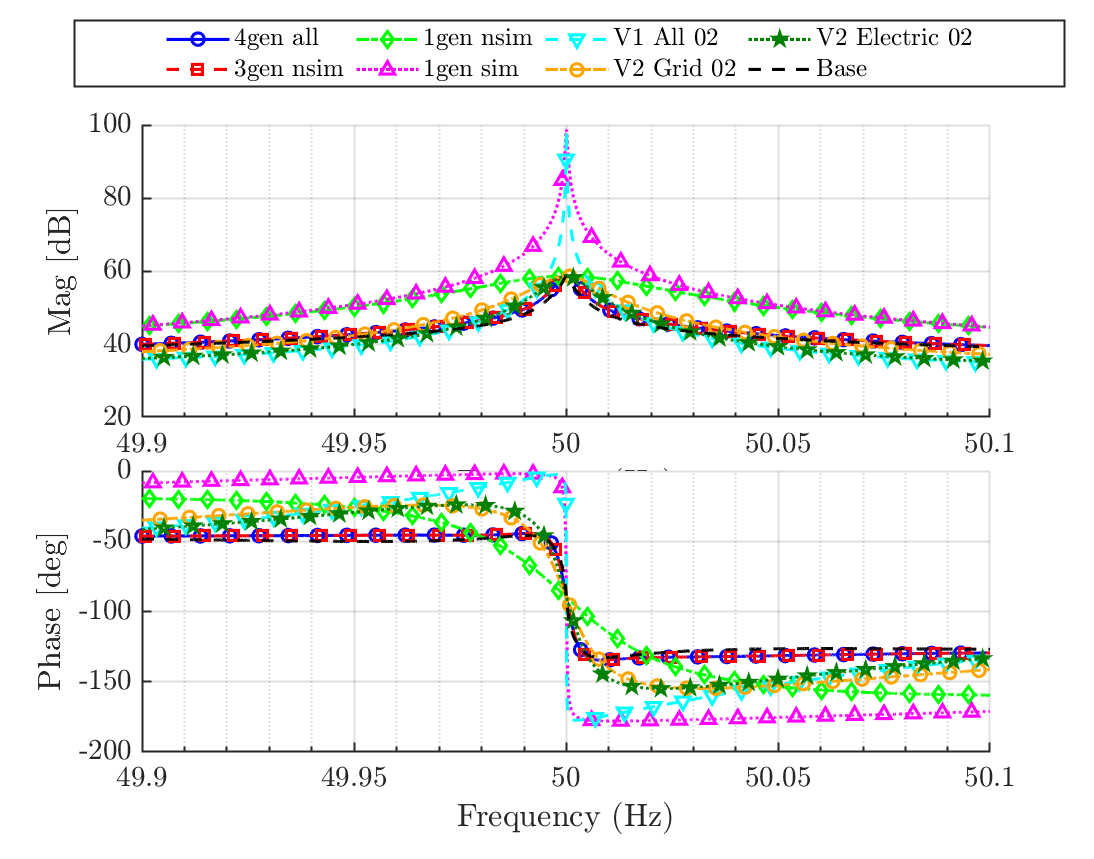 4gen all 1gen nsim V1 All 02 V2 Electric 02
3gen nsim 1gen sim V2 Grid 02 Base
100
80
60
40
20
Mag [dB]
49.9 49.95 50 50.05 50.1
0
-50
-100
-150
-200
Phase [deg]
49.9 49.95 50 50.05 50.1
Frequency (Hz)